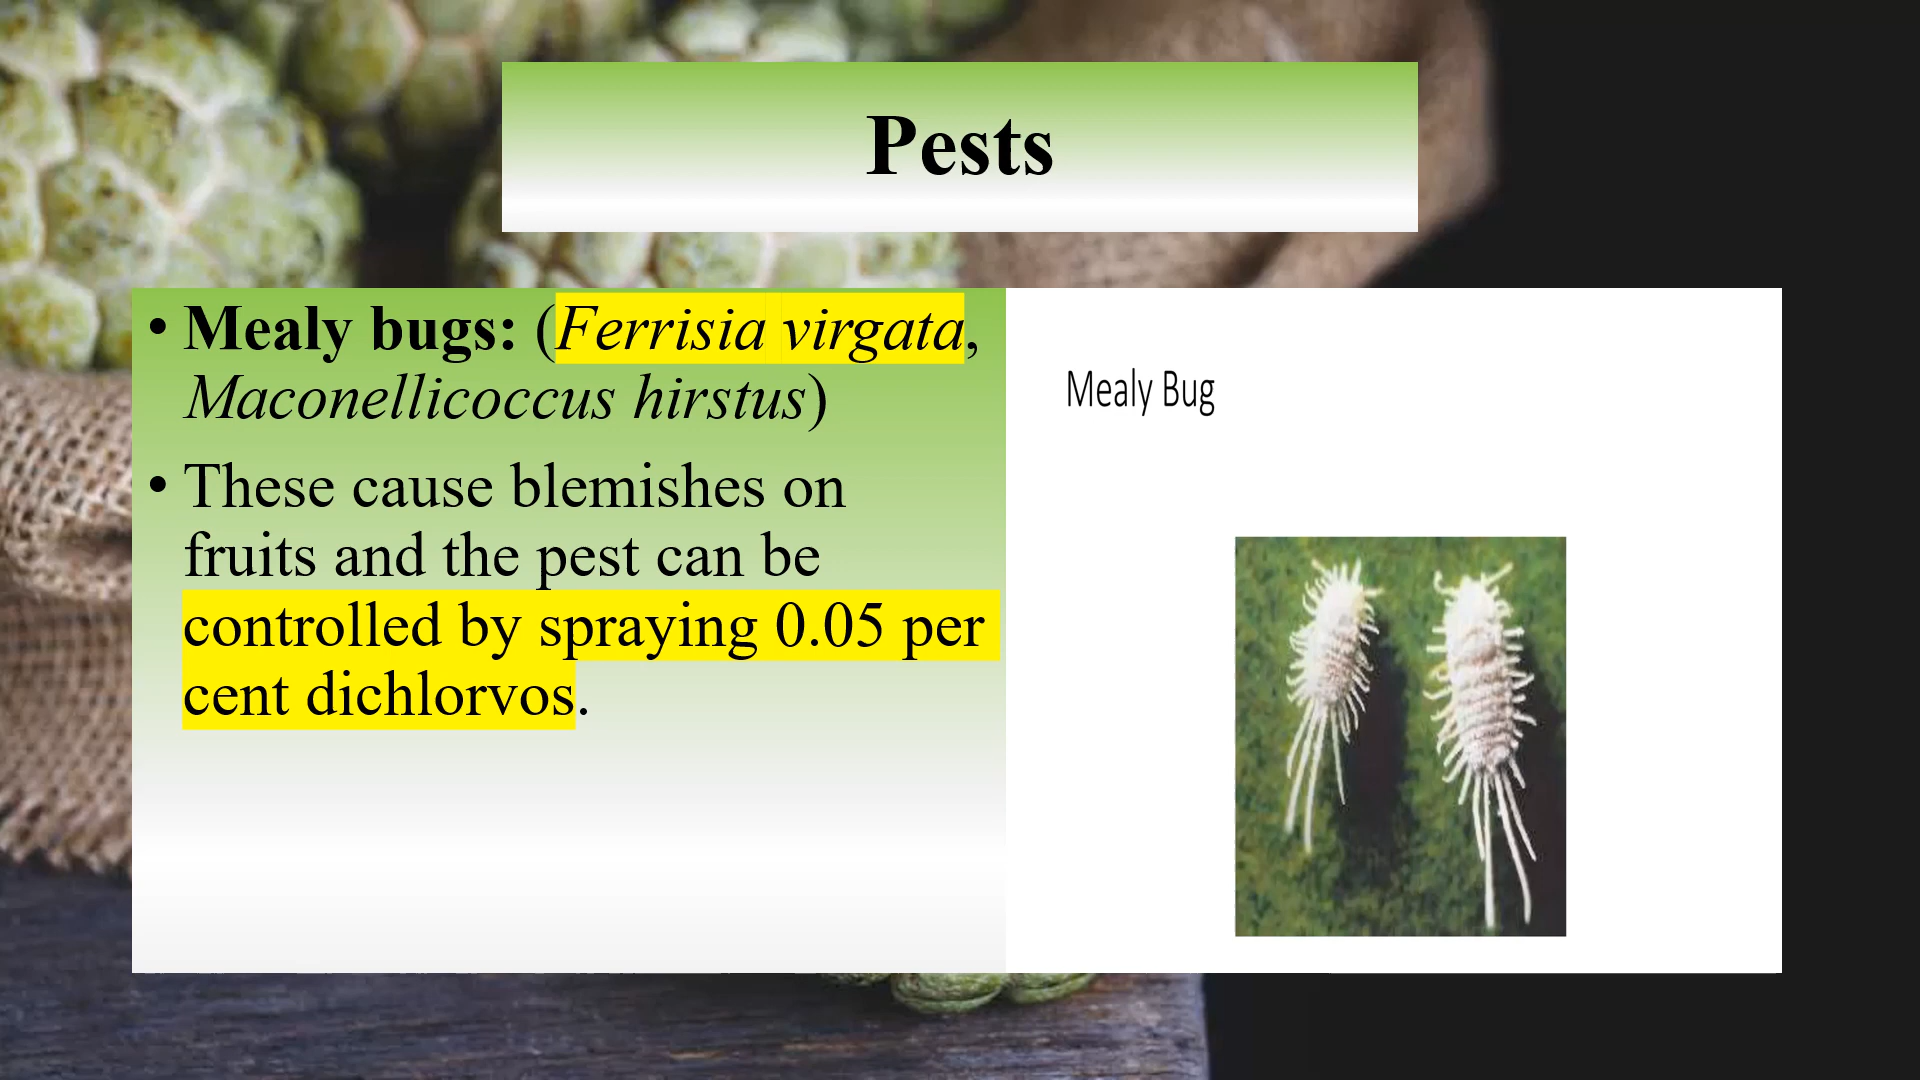 Pests
• Mealy bugs: (Ferrisia virgata,
Maconellicoccus hirstus)
• These cause blemishes on
fruits and the pest can be
controlled by spraying 0.05 per
cent dichlorvos.
Mealy Bug